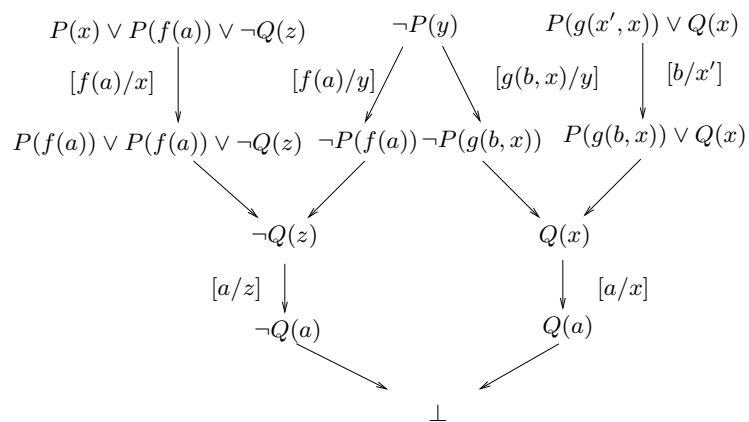 P(x) ∨ P(f(a)) ∨ ¬Q(z) ¬P(y) P(g(x′, x)) ∨ Q(x)
[f(a)/x] [f(a)/y] [g(b, x)/y] [b/x′]
P(f(a)) ∨ P(f(a)) ∨ ¬Q(z) ¬P(f(a)) ¬P(g(b, x)) P(g(b, x)) ∨ Q(x)
¬Q(z) Q(x)
[a/z] [a/x]
¬Q(a) Q(a)
⊥